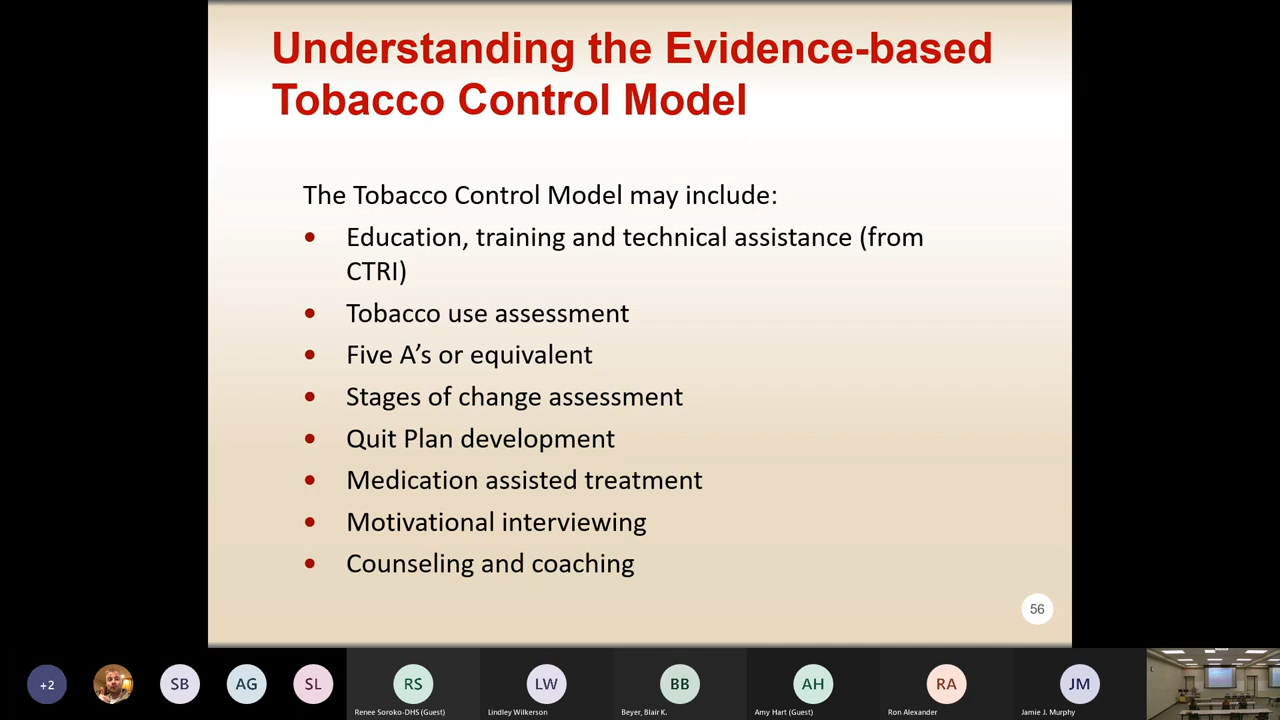 Understanding the Evidence-based
Tobacco Control Model
The Tobacco Control Model may include:
• Education, training and technical assistance (from
CTRI)
• Tobacco use assessment
• Five A’s or equivalent
• Stages of change assessment
• Quit Plan development
• Medication assisted treatment
• Motivational interviewing
• Counseling and coaching
56
+2
SB
AG
SL
RS
LW
BB
AH
RA
JM
Renee Soroko-DHS (Guest)
Lindley Wilkerson
Beyer, Blair K.
Amy Hart (Guest)
Ron Alexander
Jamie J. Murphy